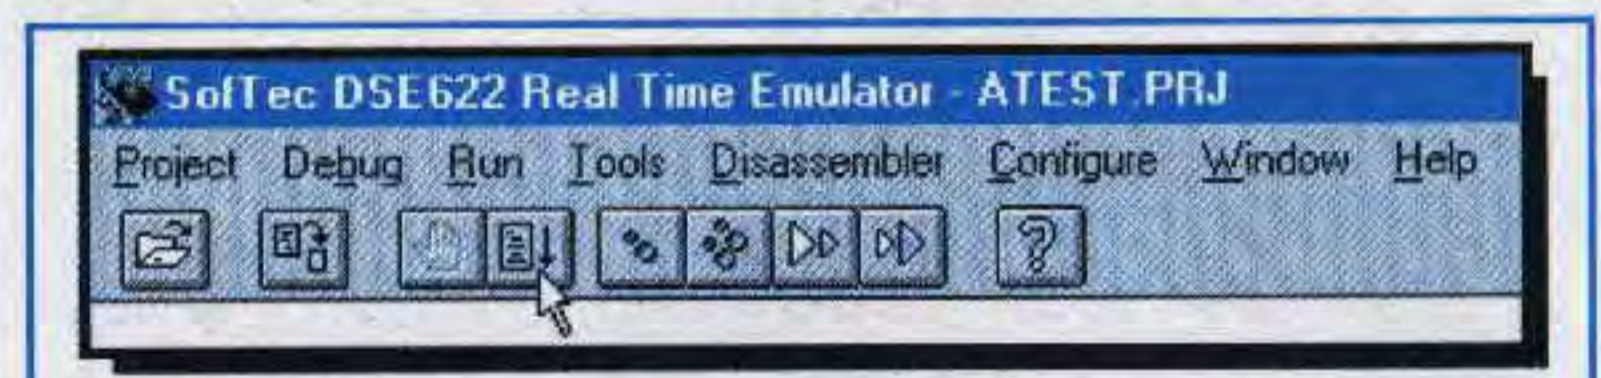 SofTec DSE622 Real Time Emulator - ATEST.PRJ
Project Debug Run Tools Disassembler Configure Window Help
?